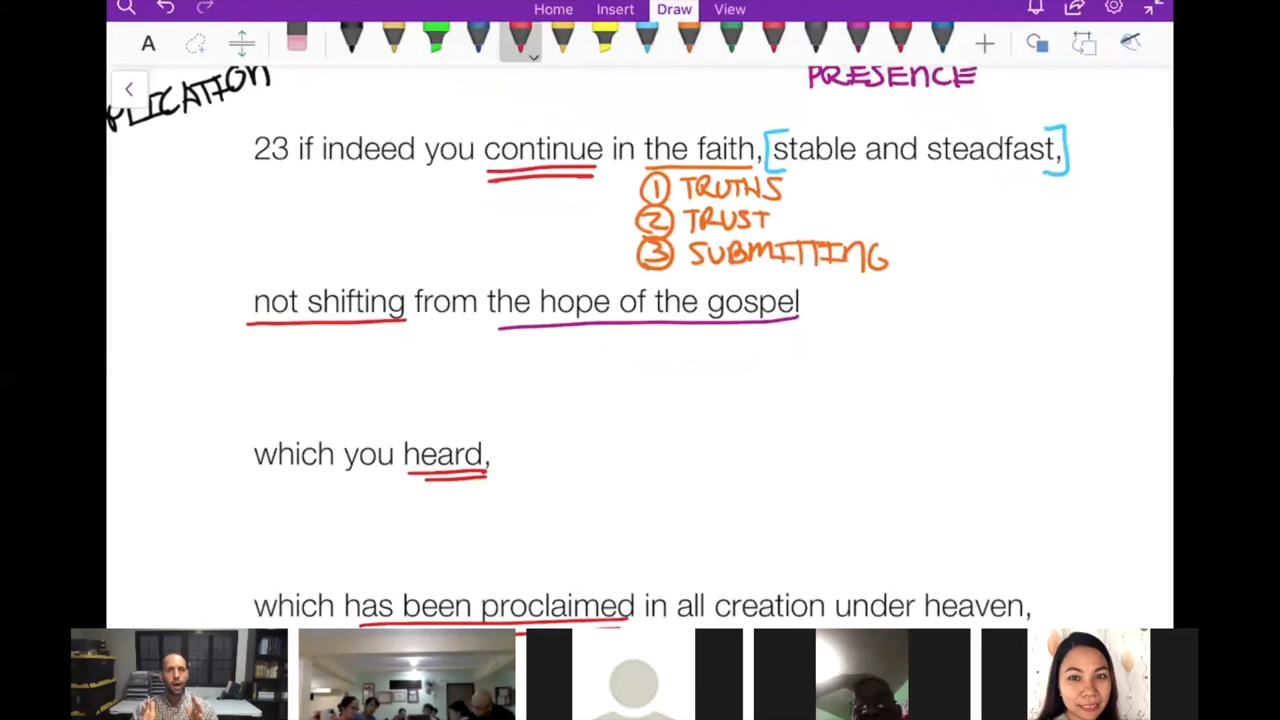 Home Insert Draw View
A
PLICATION
PRESENCE
23 if indeed you continue in the faith, [stable and steadfast,]
1 TRUTHS
2 TRUST
3 SUBMITTING
not shifting from the hope of the gospel
which you heard,
which has been proclaimed in all creation under heaven,